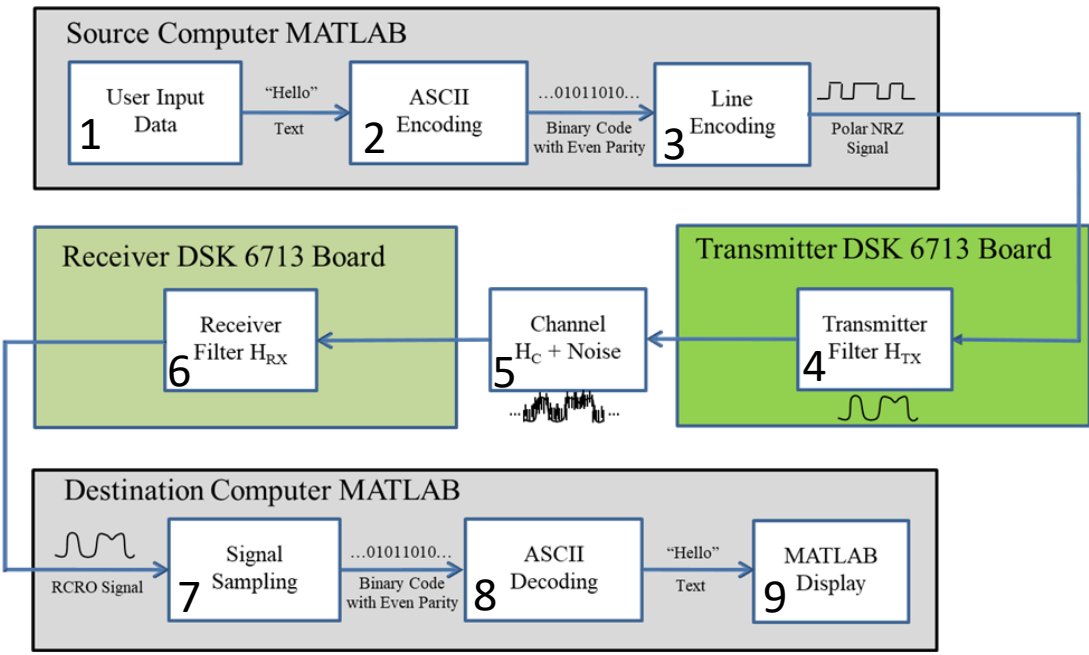 Source Computer MATLAB
User Input
Data
1
“Hello”
Text
ASCII
Encoding
2
...01011010...
Binary Code
with Even Parity
Line
Encoding
3
Polar NRZ
Signal
Transmitter DSK 6713 Board
Transmitter
Filter HTX
4
Channel
HC + Noise
5
... ...
Receiver DSK 6713 Board
Receiver
Filter HRX
6
Destination Computer MATLAB
RCRO Signal
Signal
Sampling
7
...01011010...
Binary Code
with Even Parity
ASCII
Decoding
8
“Hello”
Text
MATLAB
Display
9